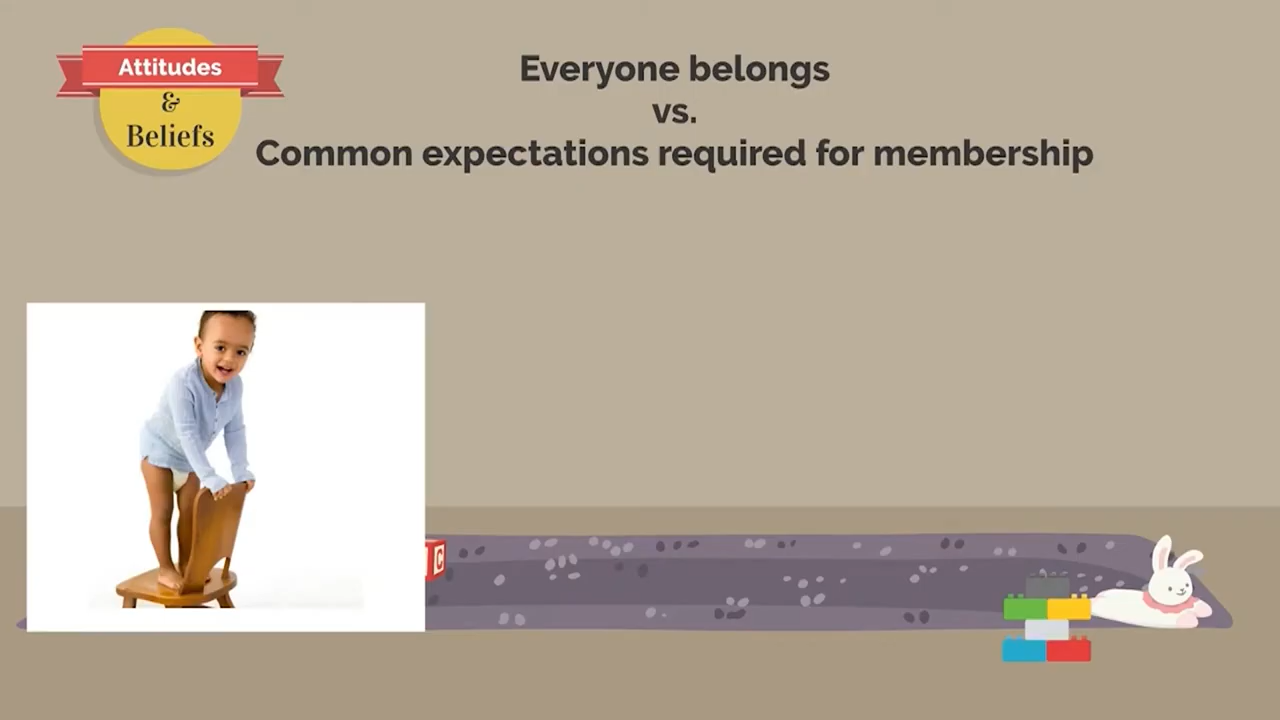 Attitudes
&
Beliefs
Everyone belongs
vs.
Common expectations required for membership
C